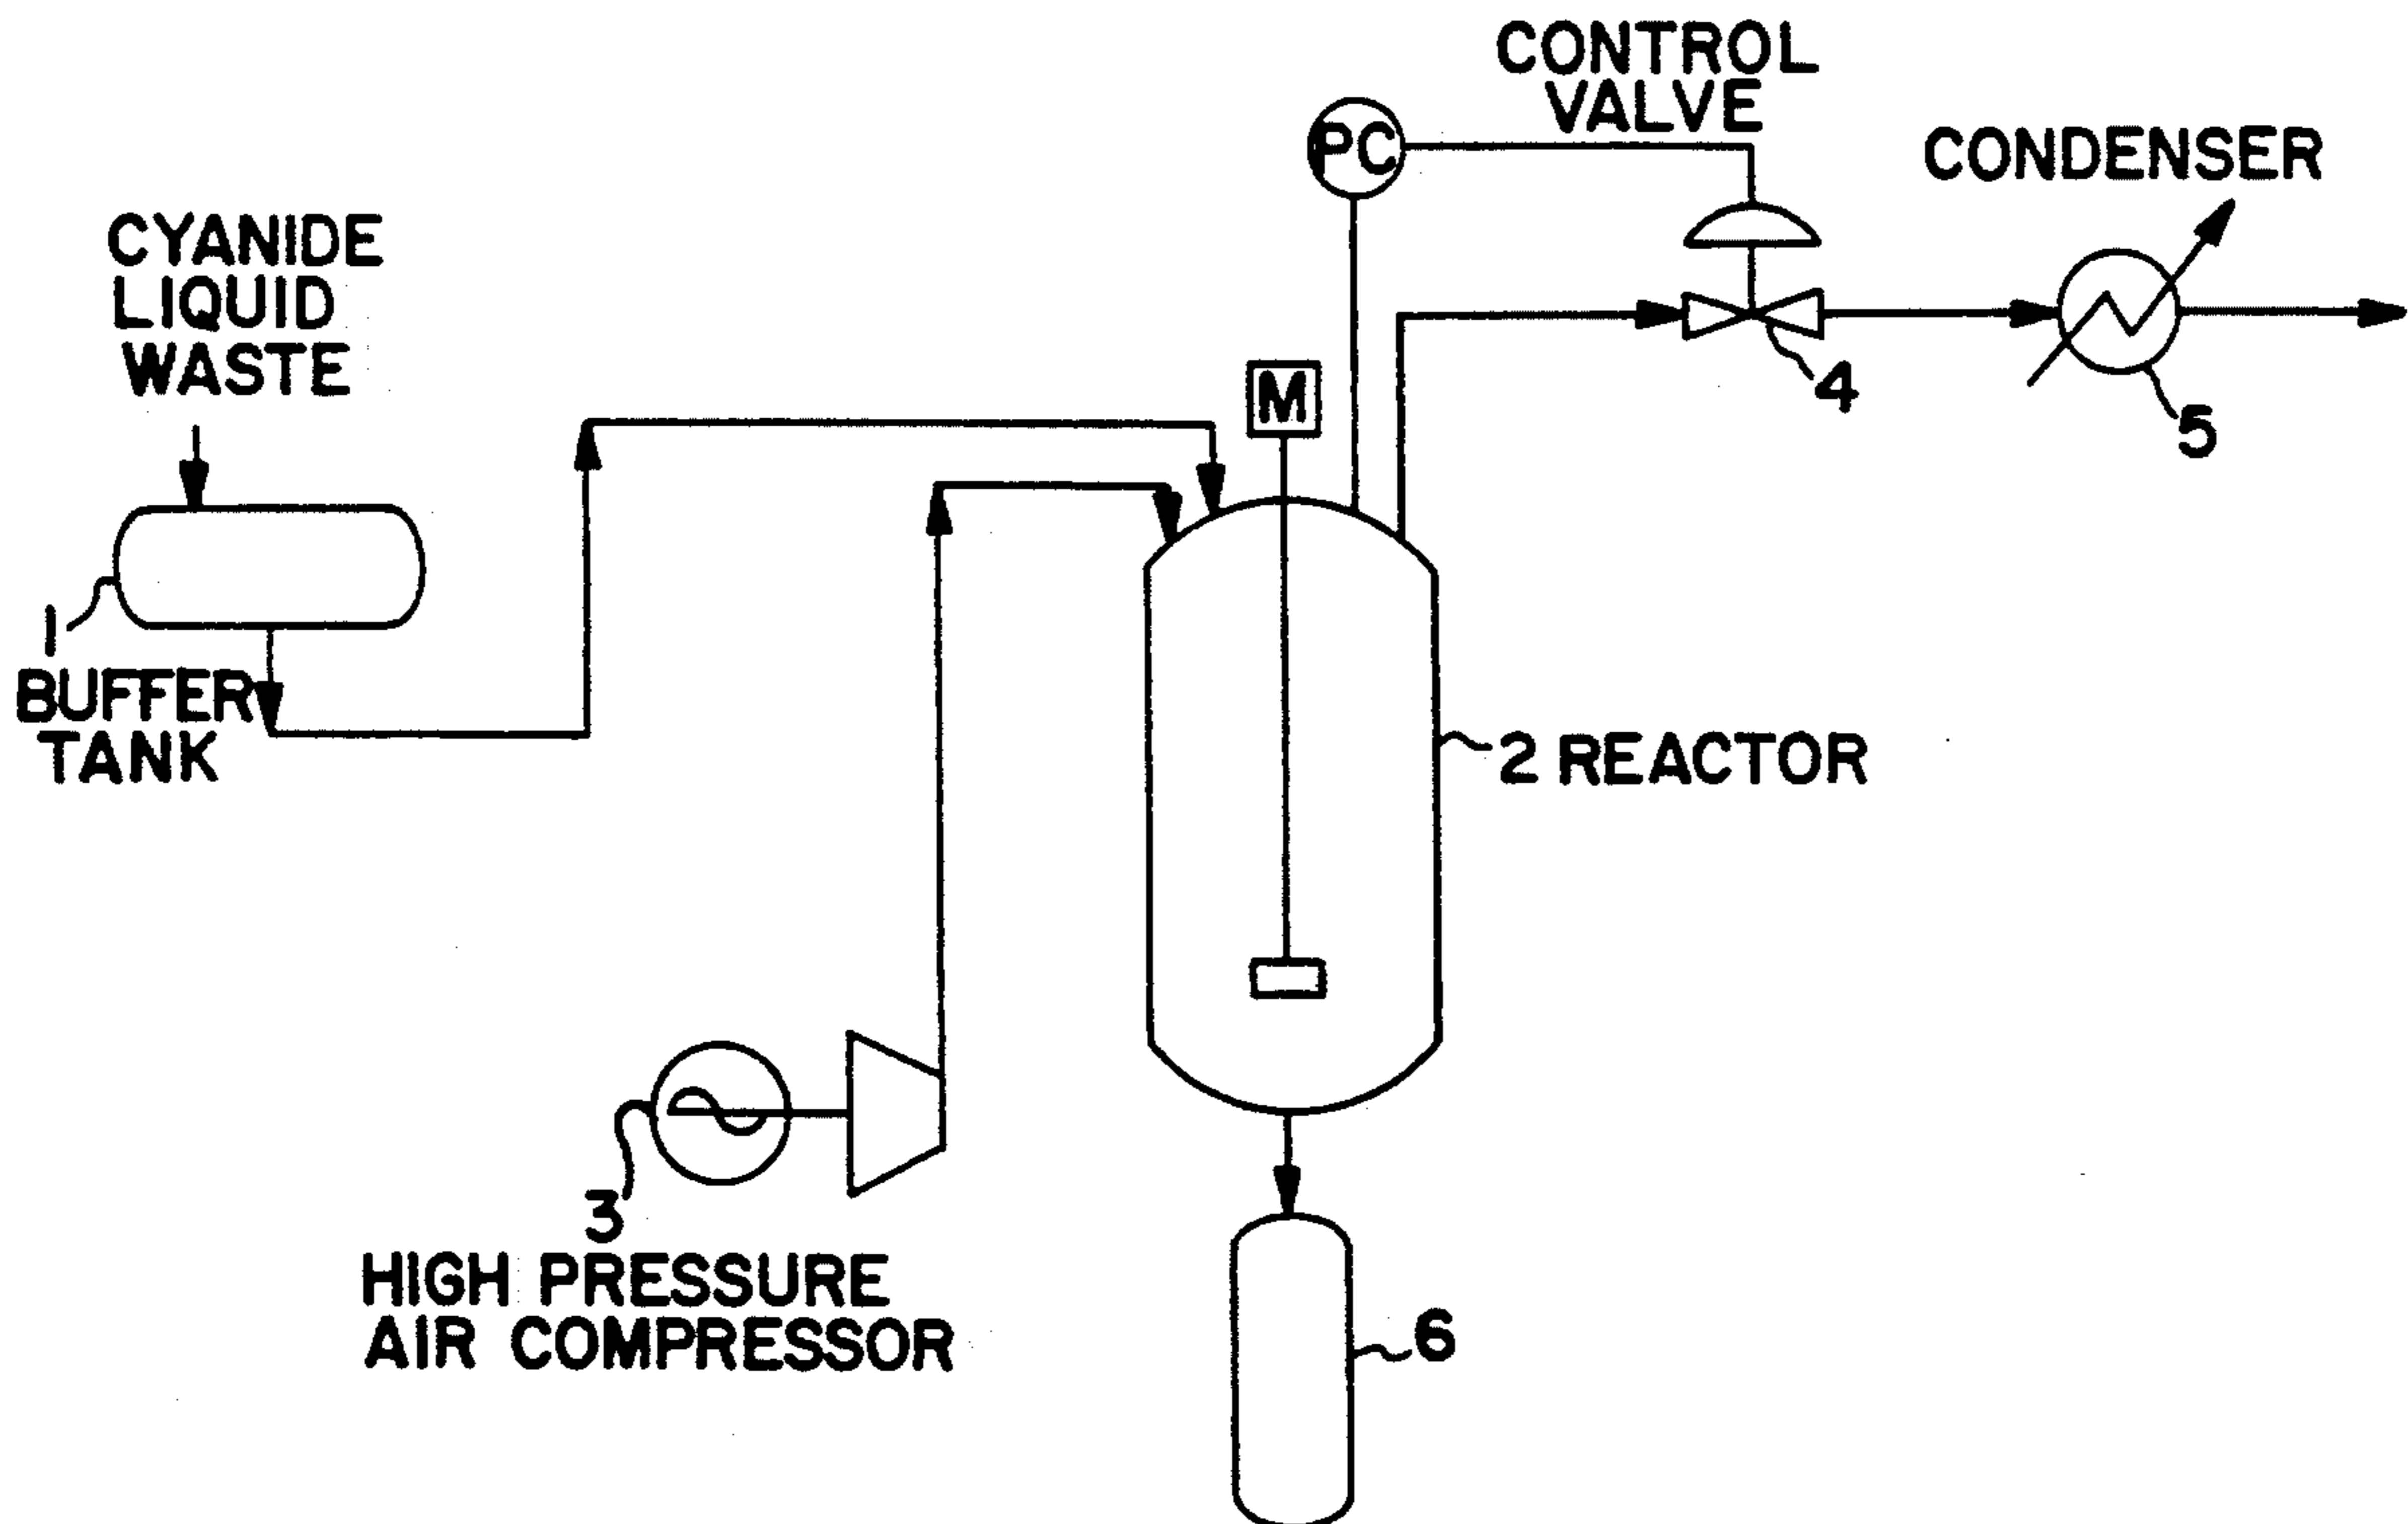 CONTROL
VALVE
PC
CONDENSER
CYANIDE
LIQUID
WASTE
M
4
5
1
BUFFER
TANK
2 REACTOR
3
HIGH PRESSURE
AIR COMPRESSOR
6